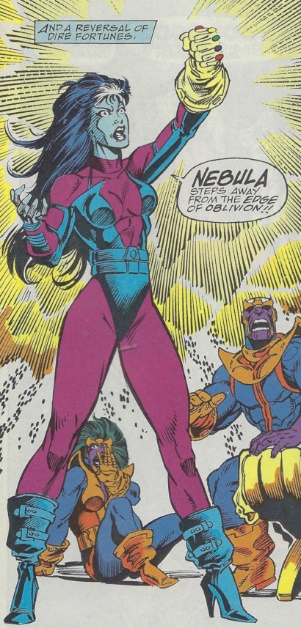 AND A REVERSAL OF
DIRE FORTUNES.
NEBULA
STEPS AWAY
FROM THE EDGE
OF OBLIVION!!